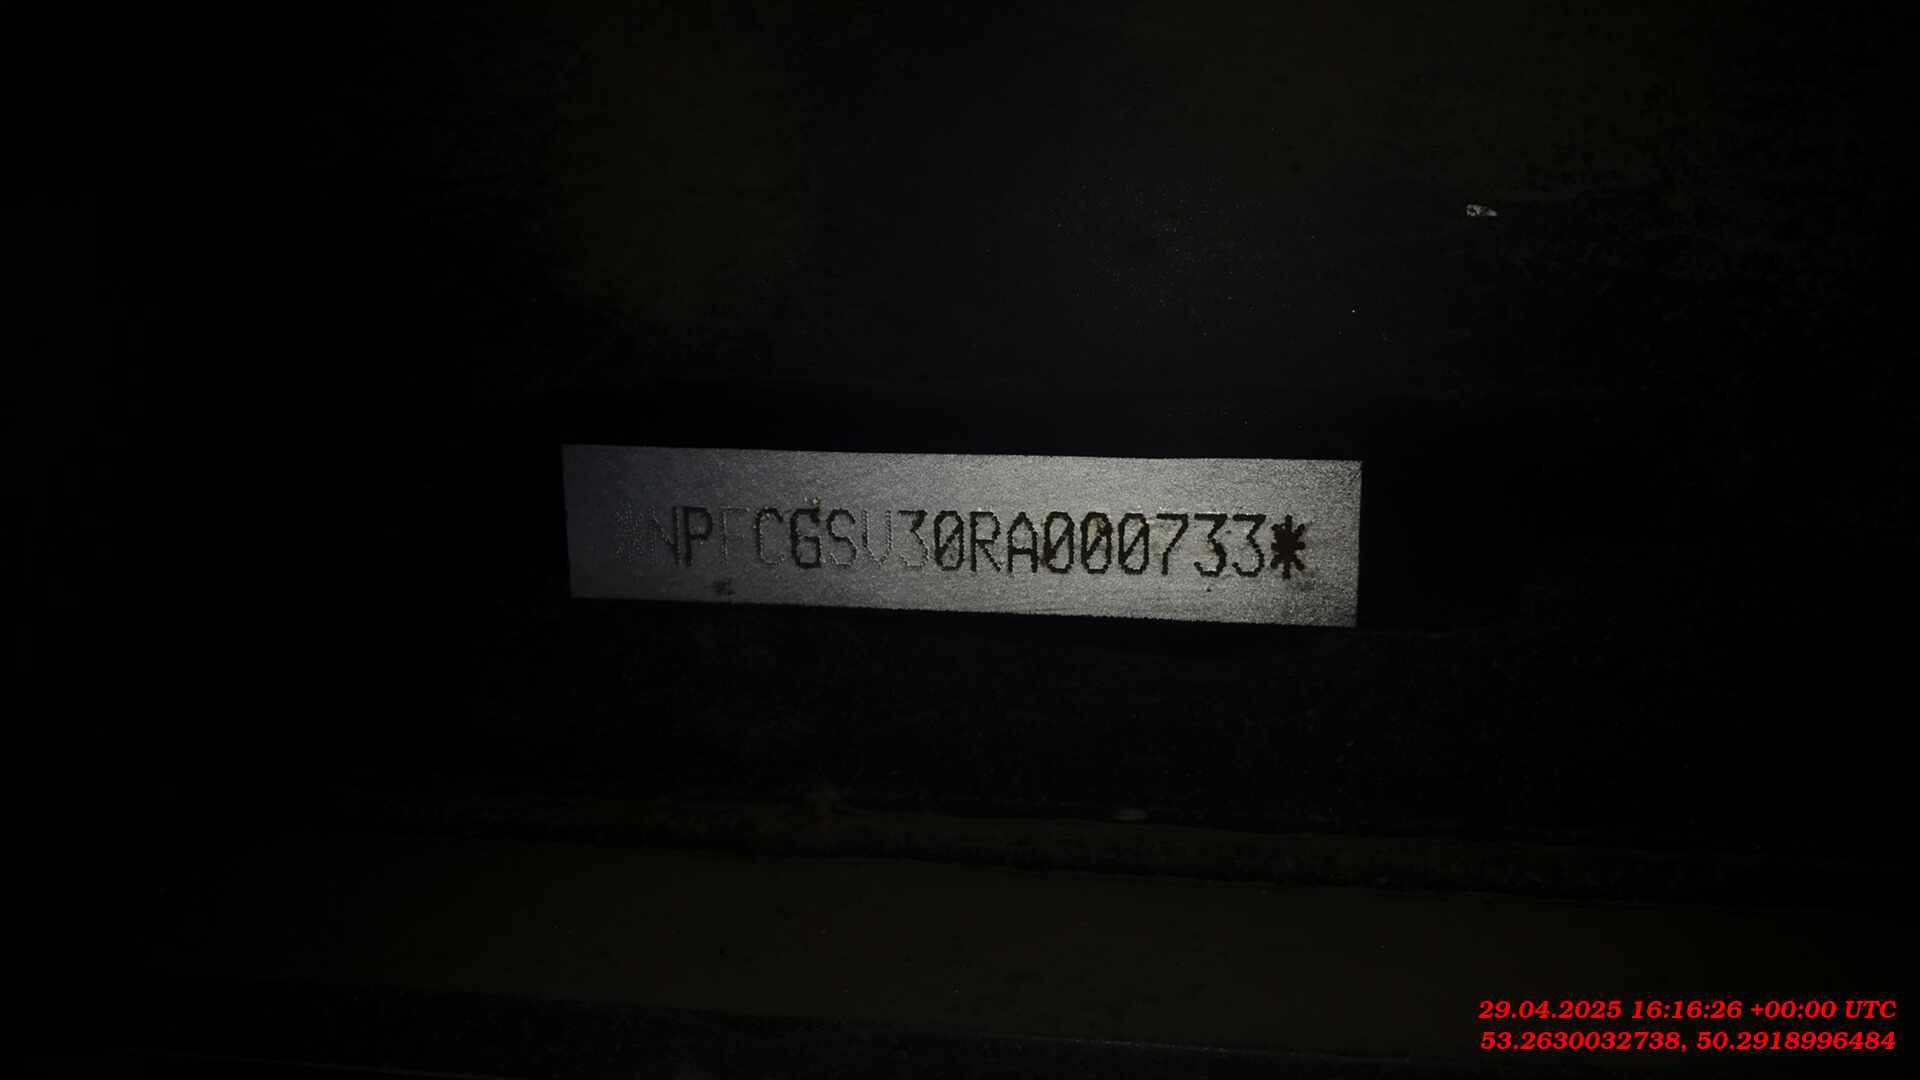 *NPFCGSV30RA000733*
29.04.2025 16:16:26 +00:00 UTC
53.2630032738, 50.2918996484